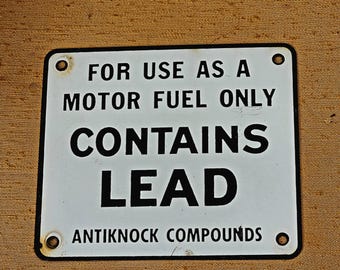 FOR USE AS A
MOTOR FUEL ONLY
CONTAINS
LEAD
ANTIKNOCK COMPOUNDS